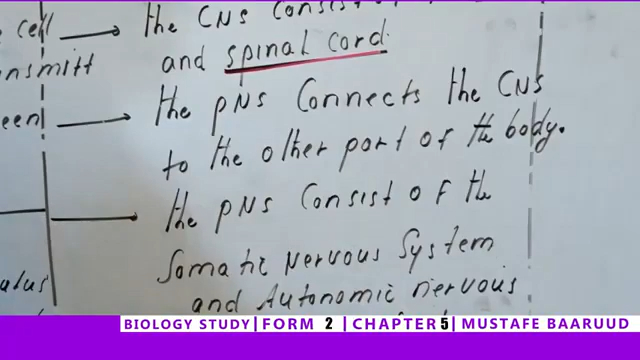 the CNS Consist of
e cell
and spinal cord.
nsmitt
the PNS Connects the CNS
een
to the other part of the body.
the PNS Consist of the
Somatic Nervous System
ulus
and Autonomic nervous
BIOLOGY STUDY| FORM 2 | CHAPTER 5| MUSTAFE BAARUUD